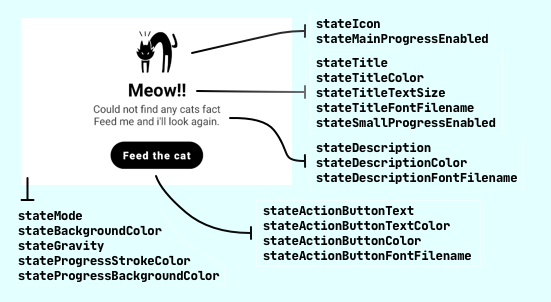 Meow!!
Could not find any cats fact
Feed me and i'll look again.
Feed the cat
stateIcon
stateMainProgressEnabled
stateTitle
stateTitleColor
stateTitleTextSize
stateTitleFontFilename
stateSmallProgressEnabled
stateDescription
stateDescriptionColor
stateDescriptionFontFilename
stateActionButtonText
stateActionButtonTextColor
stateActionButtonColor
stateActionButtonFontFilename
stateMode
stateBackgroundColor
stateGravity
stateProgressStrokeColor
stateProgressBackgroundColor